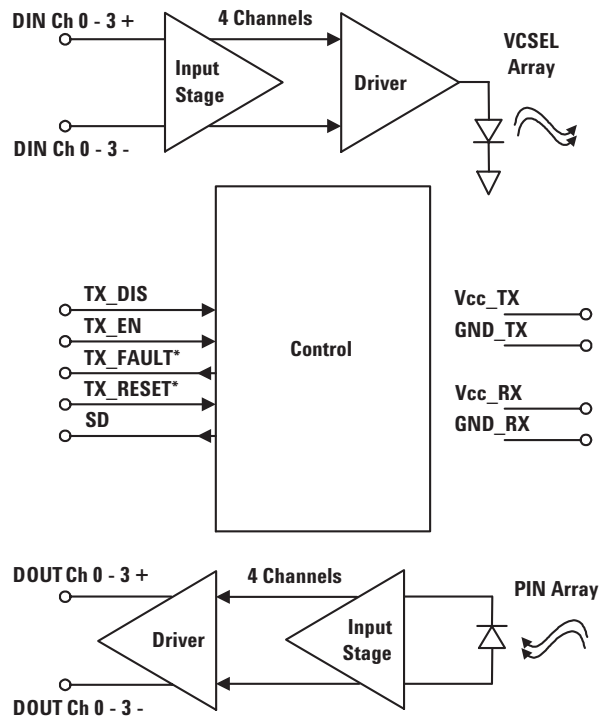 DIN Ch 0 - 3 +
4 Channels
VCSEL
Array
Input
Stage
Driver
DIN Ch 0 - 3 -
TX_DIS
TX_EN
TX_FAULT*
TX_RESET*
SD
Control
Vcc_TX
GND_TX
Vcc_RX
GND_RX
DOUT Ch 0 - 3 +
4 Channels
PIN Array
Driver
Input
Stage
DOUT Ch 0 - 3 -